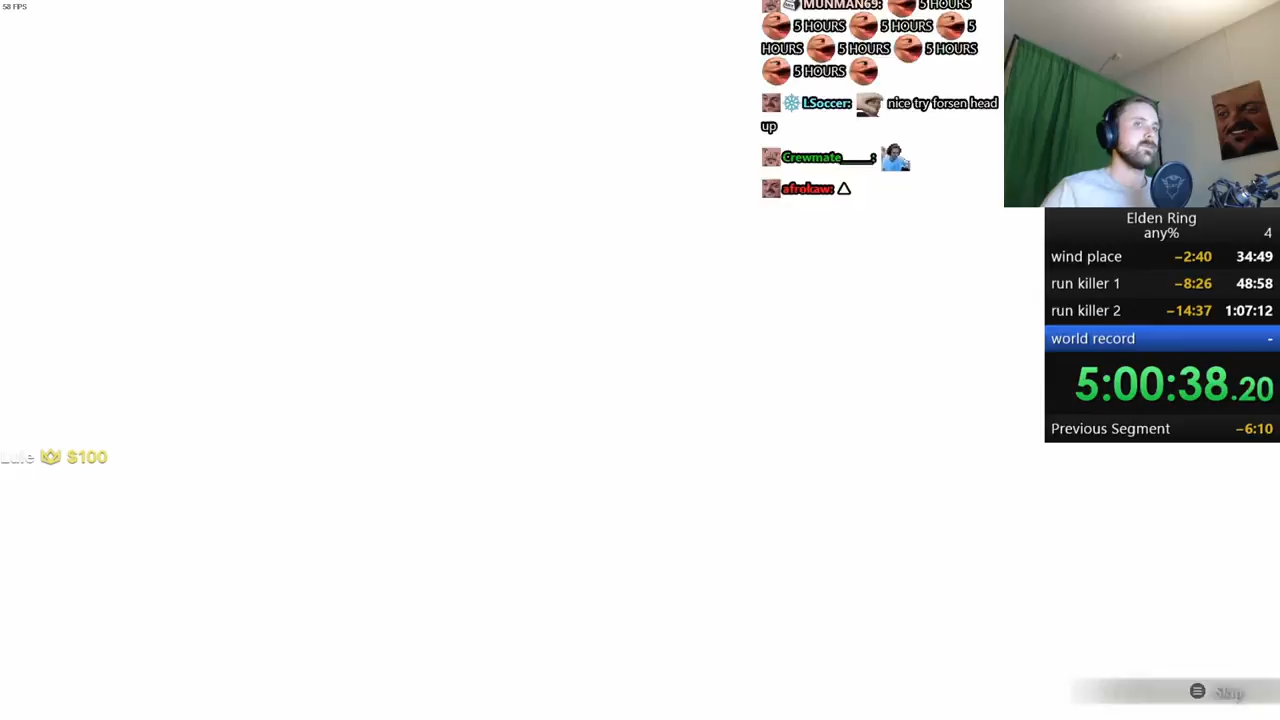 58 FPS
MUNMAN69: 5 HOURS
5 HOURS 5 HOURS 5
HOURS 5 HOURS 5 HOURS
5 HOURS
LSoccer: nice try forsen head
up
Crewmate_____:
afrokaw: △
Elden Ring
any% 4
wind place −2:40 34:49
run killer 1 −8:26 48:58
run killer 2 −14:37 1:07:12
world record -
5:00:38.20
Previous Segment −6:10
$100
Skip